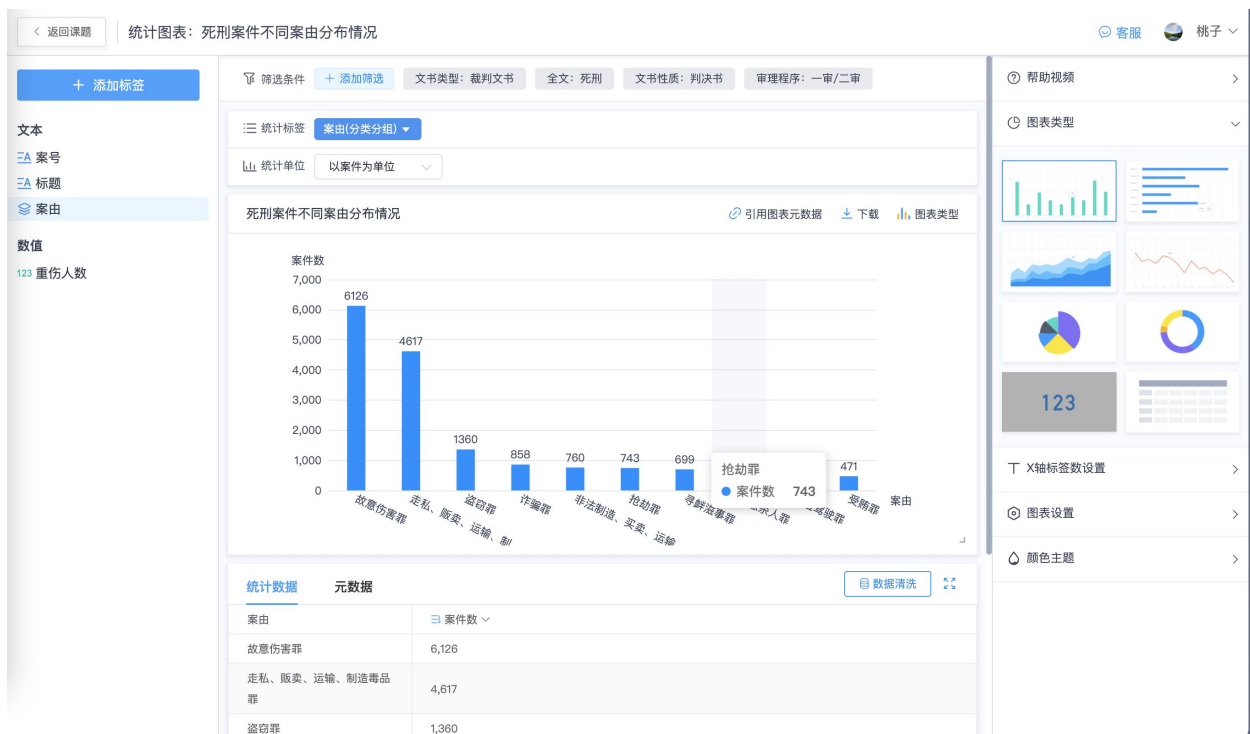 返回课题
统计图表：死刑案件不同案由分布情况
客服
桃子
添加标签
文本
案号
标题
案由
数值
123 重伤人数
筛选条件 + 添加筛选 文书类型：裁判文书 全文：死刑 文书性质：判决书 审理程序：一审/二审
统计标签 案由(分类分组)
统计单位 以案件为单位
死刑案件不同案由分布情况
引用图表元数据 下载 图表类型
案件数
7,000
6,000
5,000
4,000
3,000
2,000
1,000
0
6126
4617
1360
858
760
743
699
471
故意伤害罪
走私、贩卖、运输、制
盗窃罪
诈骗罪
非法制造、买卖、运输
抢劫罪
寻衅滋事罪
杀人罪
驾驶罪
受贿罪
案由
抢劫罪
案件数 743
统计数据 元数据
数据清洗
案由 案件数
故意伤害罪 6,126
走私、贩卖、运输、制造毒品
罪
4,617
盗窃罪 1,360
帮助视频
图表类型
123
X轴标签数设置
图表设置
颜色主题